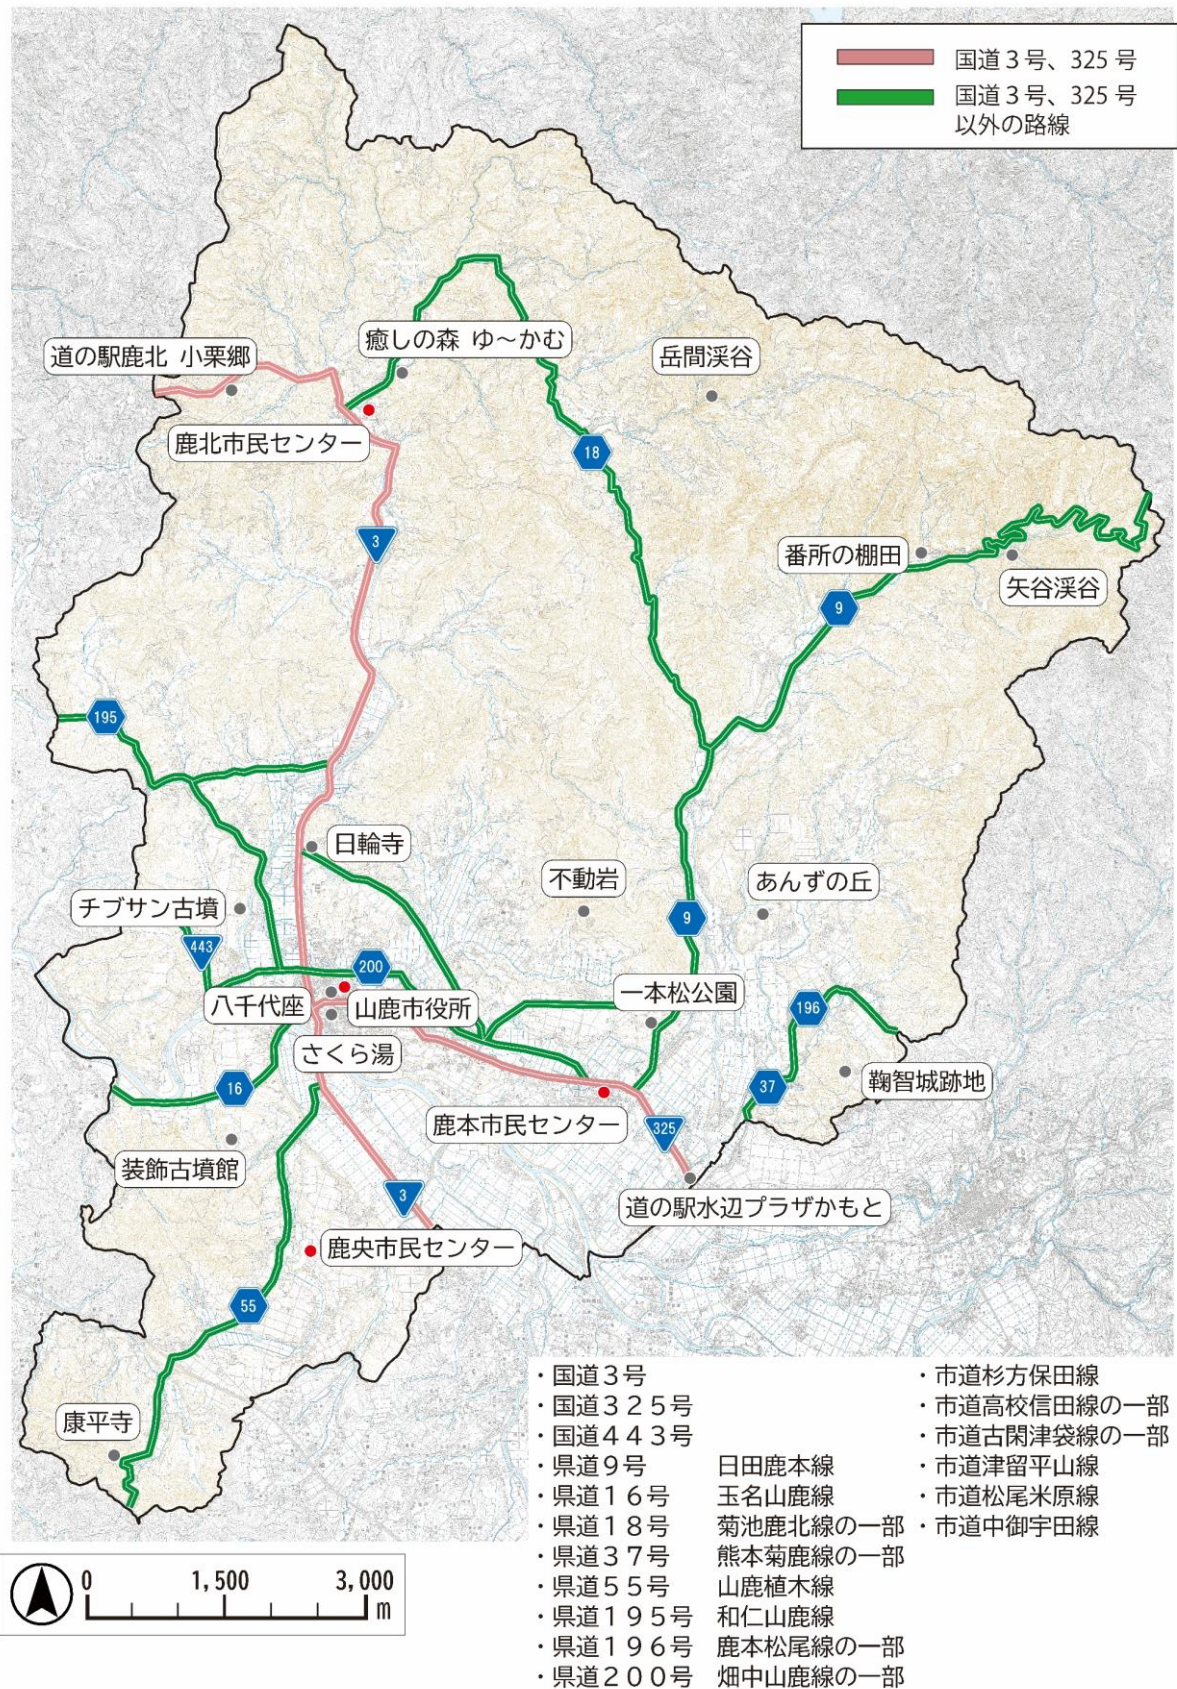 国道３号、325 号
国道３号、325 号
以外の路線
癒しの森 ゆ～かむ
道の駅鹿北 小栗郷
岳間渓谷
鹿北市民センター
18
3
番所の棚田
矢谷渓谷
9
195
日輪寺
不動岩
あんずの丘
チブサン古墳
9
443
200
八千代座
山鹿市役所
一本松公園
196
さくら湯
鞠智城跡地
16
37
鹿本市民センター
325
装飾古墳館
3
道の駅水辺プラザかもと
鹿央市民センター
55
康平寺
・国道３号
・国道３２５号
・国道４４３号
・県道９号 日田鹿本線
・県道１６号 玉名山鹿線
・県道１８号 菊池鹿北線の一部
・県道３７号 熊本菊鹿線の一部
・県道５５号 山鹿植木線
・県道１９５号 和仁山鹿線
・県道１９６号 鹿本松尾線の一部
・県道２００号 畑中山鹿線の一部
・市道杉方保田線
・市道高校信田線の一部
・市道古閑津袋線の一部
・市道津留平山線
・市道松尾米原線
・市道中御宇田線
0 1,500 3,000
m